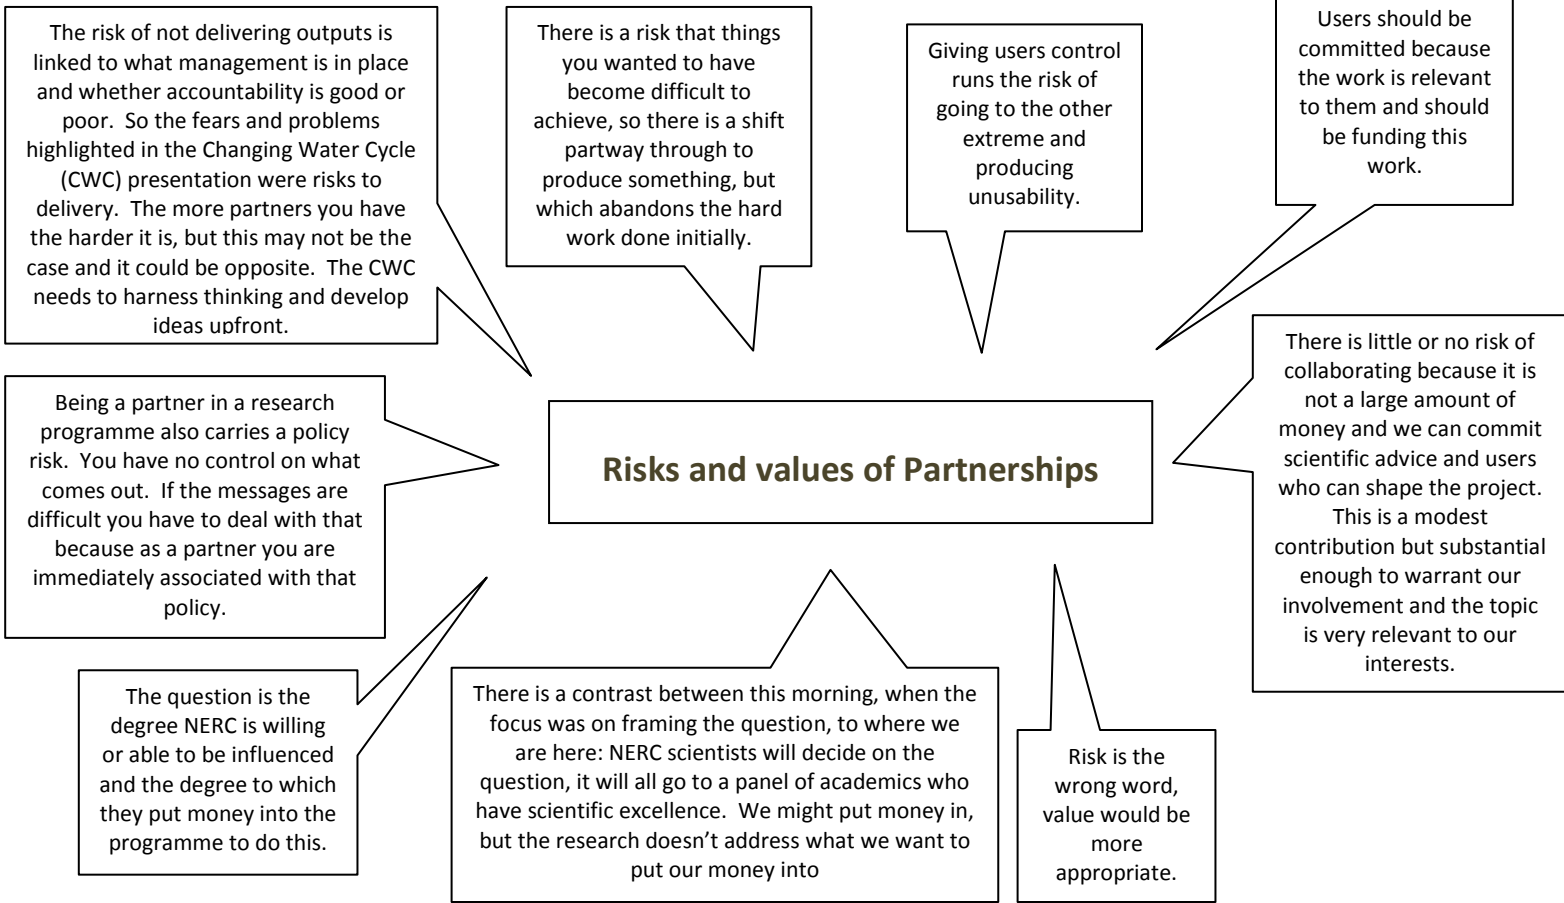 The risk of not delivering outputs is
linked to what management is in place
and whether accountability is good or
poor.  So the fears and problems
highlighted in the Changing Water Cycle
(CWC) presentation were risks to
delivery.  The more partners you have
the harder it is, but this may not be the
case and it could be opposite.  The CWC
needs to harness thinking and develop
ideas upfront.
There is a risk that things
you wanted to have
become difficult to
achieve, so there is a shift
partway through to
produce something, but
which abandons the hard
work done initially.
Giving users control
runs the risk of
going to the other
extreme and
producing
unusability.
Users should be
committed because
the work is relevant
to them and should
be funding this
work.
Being a partner in a research
programme also carries a policy
risk.  You have no control on what
comes out.  If the messages are
difficult you have to deal with that
because as a partner you are
immediately associated with that
policy.
Risks and values of Partnerships
There is little or no risk of
collaborating because it is
not a large amount of
money and we can commit
scientific advice and users
who can shape the project.
This is a modest
contribution but substantial
enough to warrant our
involvement and the topic
is very relevant to our
interests.
The question is the
degree NERC is willing
or able to be influenced
and the degree to which
they put money into the
programme to do this.
There is a contrast between this morning, when the
focus was on framing the question, to where we
are here: NERC scientists will decide on the
question, it will all go to a panel of academics who
have scientific excellence.  We might put money in,
but the research doesn’t address what we want to
put our money into
Risk is the
wrong word,
value would be
more
appropriate.